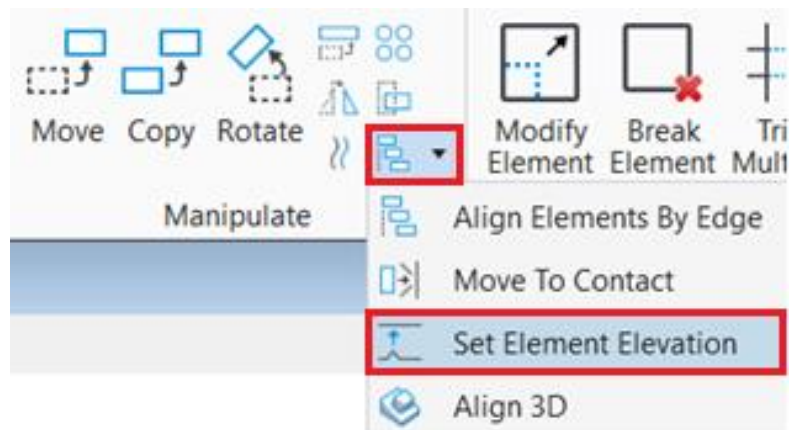 Move Copy Rotate
Modify Element
Break Element
Manipulate
Align Elements By Edge
Move To Contact
Set Element Elevation
Align 3D